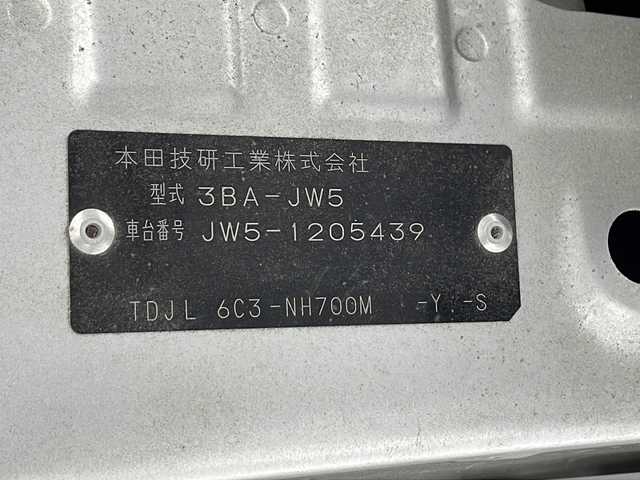 本田技研工業株式会社
型式 3BA-JW5
車台番号 JW5-1205439
TDJL 6C3-NH700M -Y -S